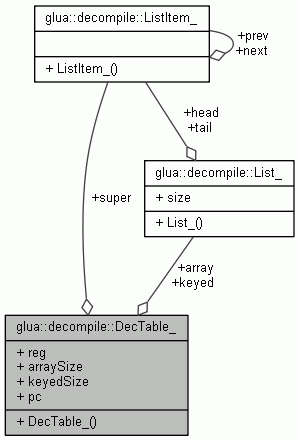 glua::decompile::ListItem_
+prev
+next
+ ListItem_()
+head
+tail
glua::decompile::List_
+ size
+super
+ List_()
+array
+keyed
glua::decompile::DecTable_
+ reg
+ arraySize
+ keyedSize
+ pc
+ DecTable_()